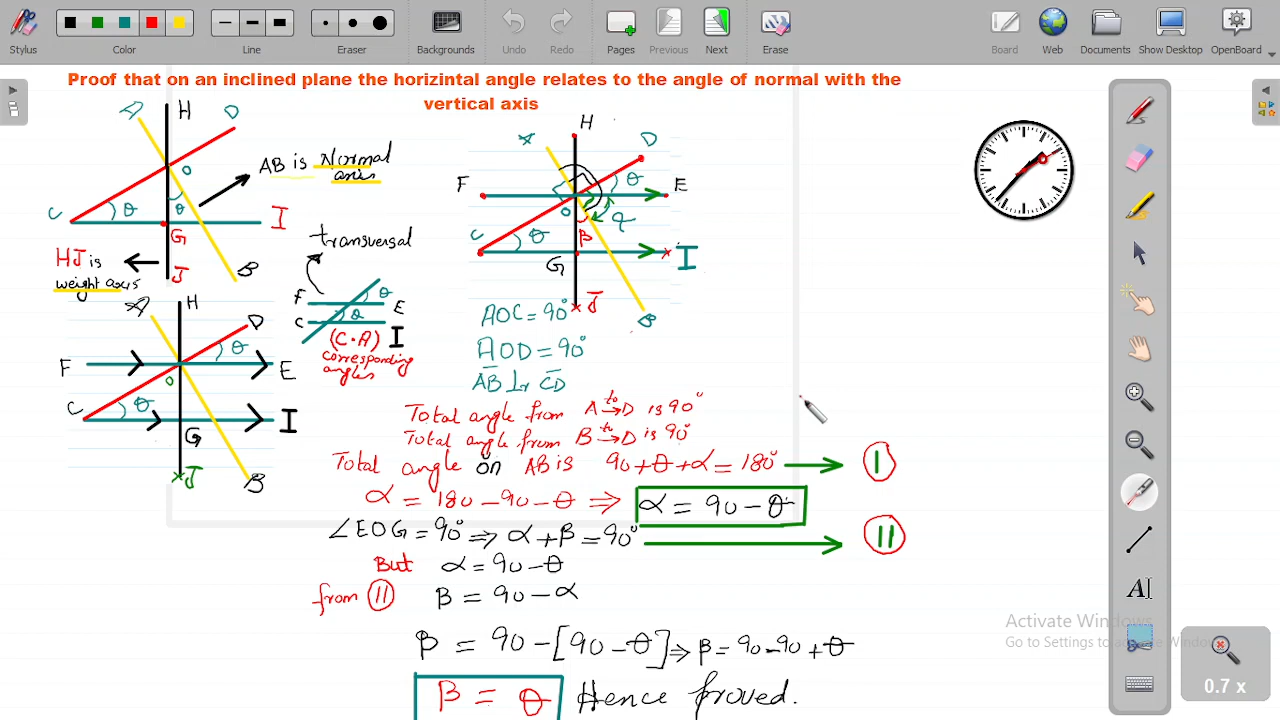 Stylus
Color
Line
Eraser
Backgrounds
Undo
Redo
Pages
Previous
Next
Erase
Board
Web
Documents
Show Desktop
OpenBoard
Proof that on an inclined plane the horizintal angle relates to the angle of normal with the
vertical axis
A
H
D
O
C
θ
θ
I
G
J
B
AB is Normal
axis
HJ is
weight axis
transversal
F
θ
E
C
θ
I
(C.A)
corresponding
angles
A
H
D
F
θ
E
O
C
θ
I
G
J
B
A
H
D
F
θ
E
O
α
C
θ
β
G
I
J
B
AOC = 90°
AOD = 90°
AB Lr CD
Total angle from A to→ D is 90°
Total angle from B to→ D is 90°
Total angle on AB is 90+θ+α = 180° → I
α = 180 - 90 - θ ⇒ α = 90 - θ
∠EOG = 90° ⇒ α + β = 90° → II
But α = 90 - θ
from II β = 90 - α
β = 90 - [90 - θ] ⇒ β = 90 - 90 + θ
β = θ Hence proved.
Activate Windows
Go to Settings to activate Windows
0.7 x